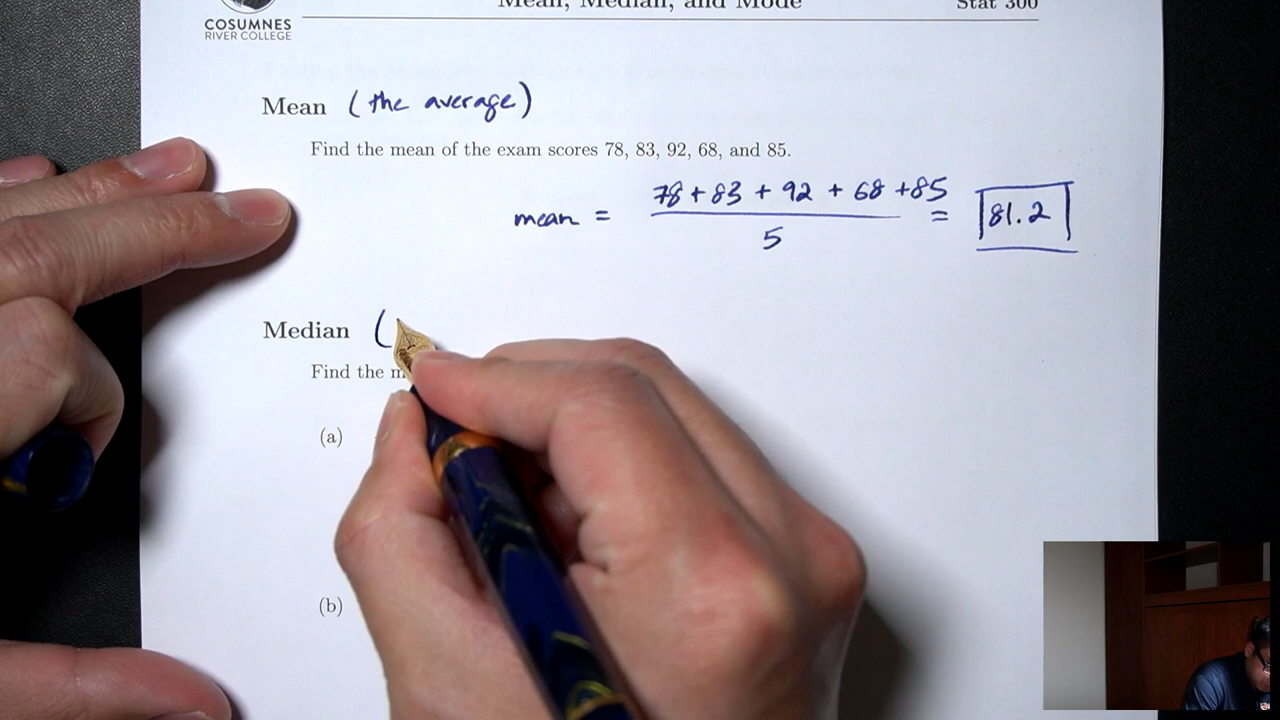 COSUMNES
RIVER COLLEGE
Mean, Median, and Mode
Stat 300
Mean (the average)
Find the mean of the exam scores 78, 83, 92, 68, and 85.
mean = 78 + 83 + 92 + 68 + 85 / 5 = 81.2
Median (
Find the m
(a)
(b)